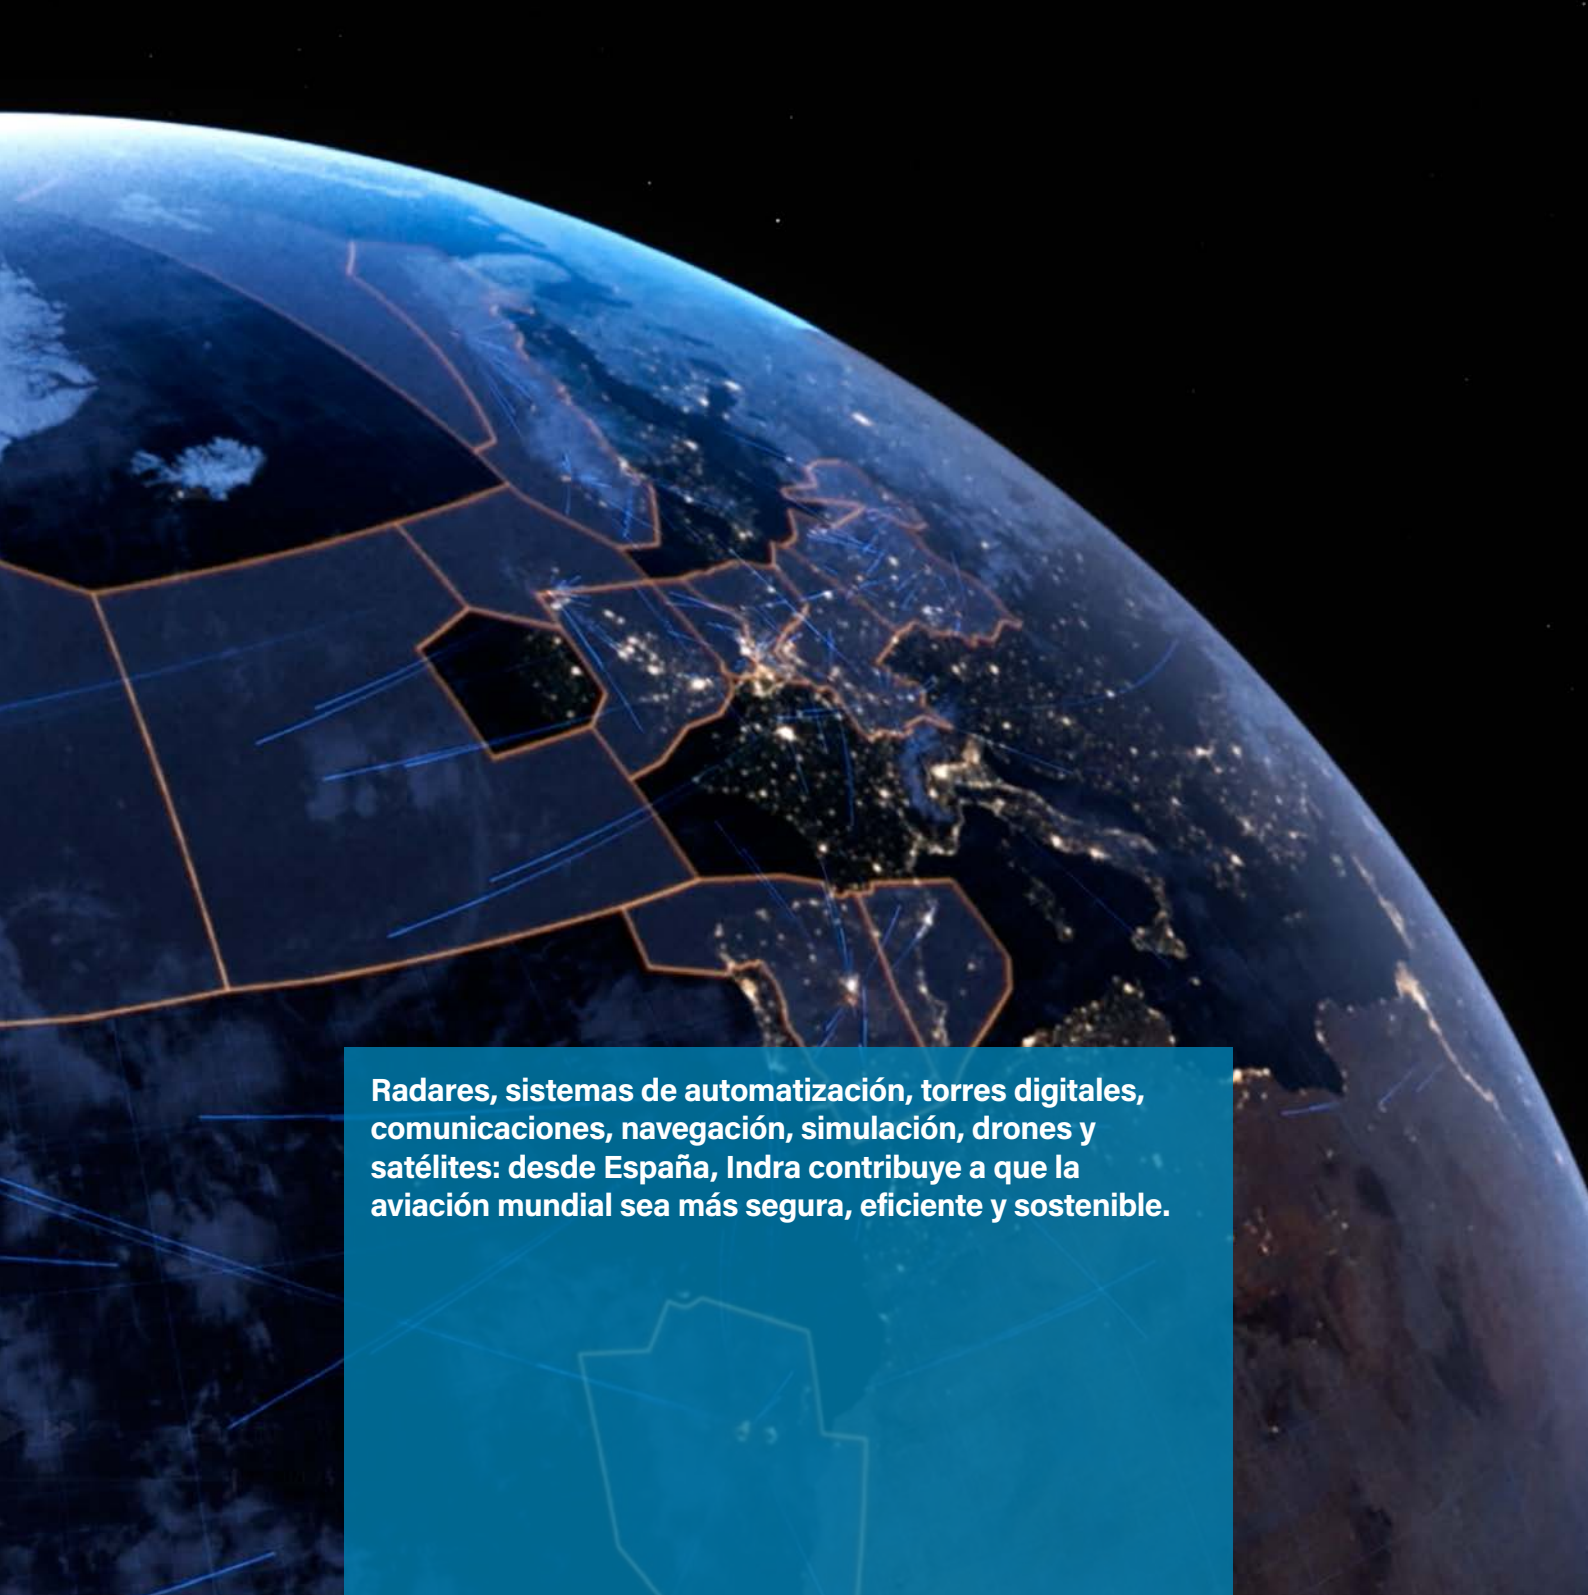 Radares, sistemas de automatización, torres digitales,
comunicaciones, navegación, simulación, drones y
satélites: desde España, Indra contribuye a que la
aviación mundial sea más segura, eficiente y sostenible.